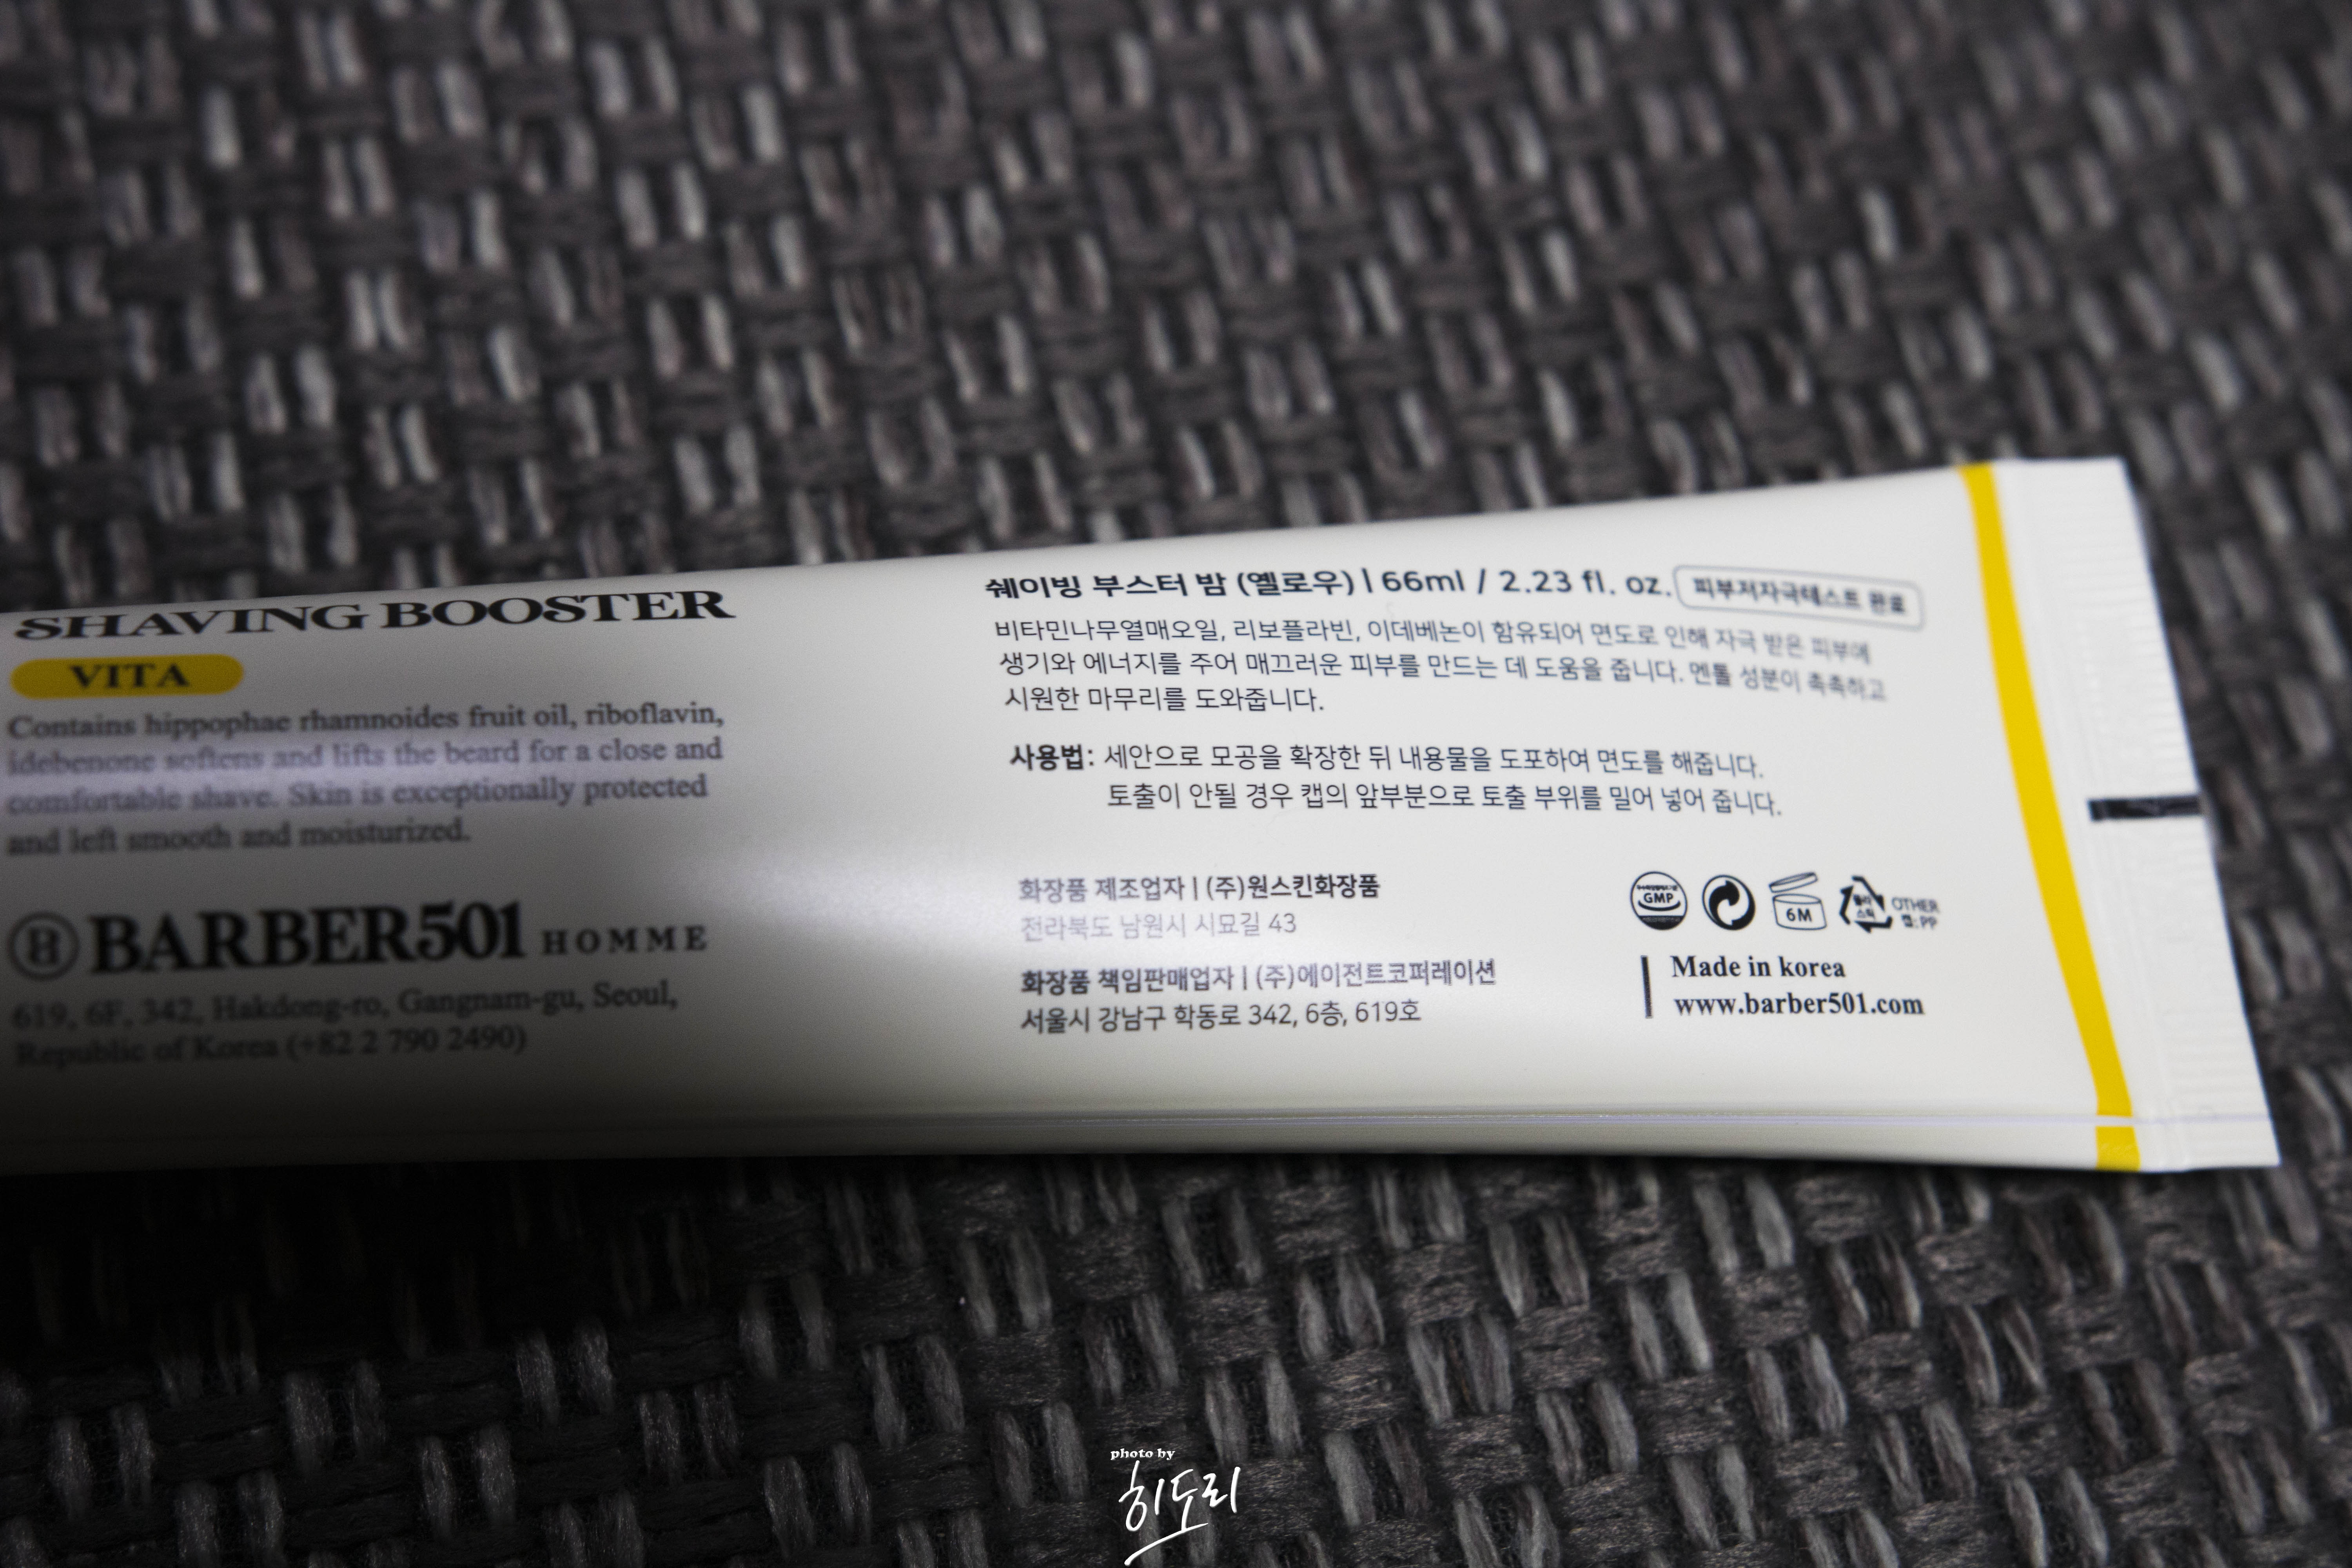 SHAVING BOOSTER
VITA
Contains hippophae rhamnoides fruit oil, riboflavin,
idebenone softens and lifts the beard for a close and
comfortable shave. Skin is exceptionally protected
and left smooth and moisturized.
BARBER501 HOMME
619, 6F, 342, Hakdong-ro, Gangnam-gu, Seoul,
Republic of Korea (+82 2 790 2490)
쉐이빙 부스터 밤 (옐로우) | 66ml / 2.23 fl. oz. 피부저자극테스트 완료
비타민나무열매오일, 리보플라빈, 이데베논이 함유되어 면도로 인해 자극 받은 피부에
생기와 에너지를 주어 매끄러운 피부를 만드는 데 도움을 줍니다. 멘톨 성분이 촉촉하고
시원한 마무리를 도와줍니다.
사용법: 세안으로 모공을 확장한 뒤 내용물을 도포하여 면도를 해줍니다.
토출이 안될 경우 캡의 앞부분으로 토출 부위를 밀어 넣어 줍니다.
화장품 제조업자 | (주)원스킨화장품
전라북도 남원시 시묘길 43
화장품 책임판매업자 | (주)에이전트코퍼레이션
서울시 강남구 학동로 342, 6층, 619호
GMP
6M
플라
스틱
OTHER
캡: PP
Made in korea
www.barber501.com
photo by
히도리